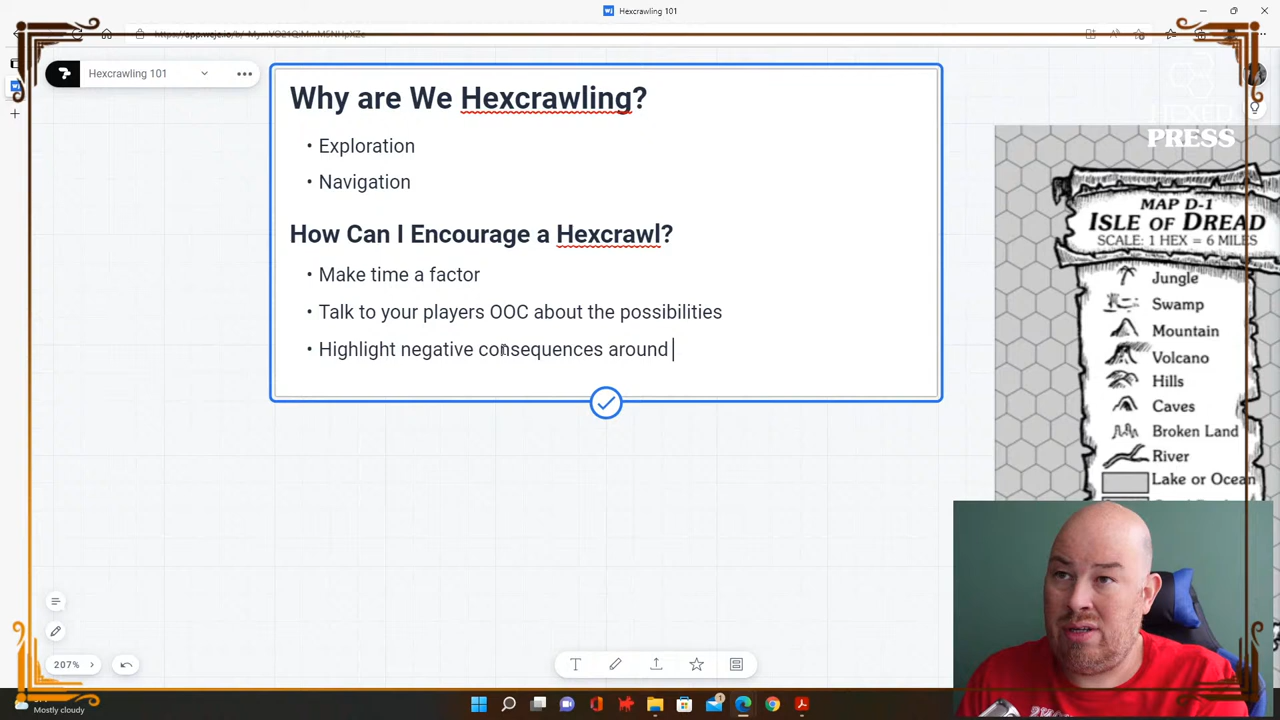 Hexcrawling 101
Hexcrawling 101
HEXED
PRESS
Why are We Hexcrawling?
• Exploration
• Navigation
How Can I Encourage a Hexcrawl?
• Make time a factor
• Talk to your players OOC about the possibilities
• Highlight negative consequences around
MAP D-1
ISLE OF DREAD
SCALE: 1 HEX = 6 MILES
Jungle
Swamp
Mountain
Volcano
Hills
Caves
Broken Land
River
Lake or Ocean
207%
Mostly cloudy